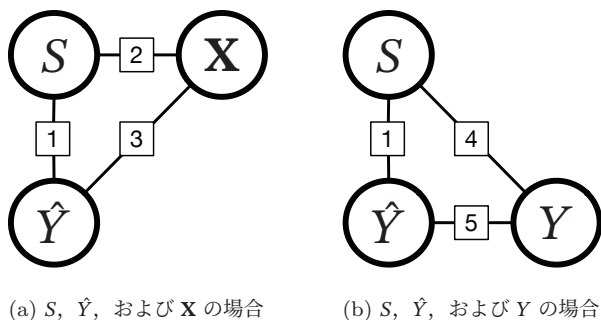 S
2
X
1
3
Ŷ
(a) S, Ŷ, および X の場合
S
1
4
Ŷ
5
Y
(b) S, Ŷ, および Y の場合